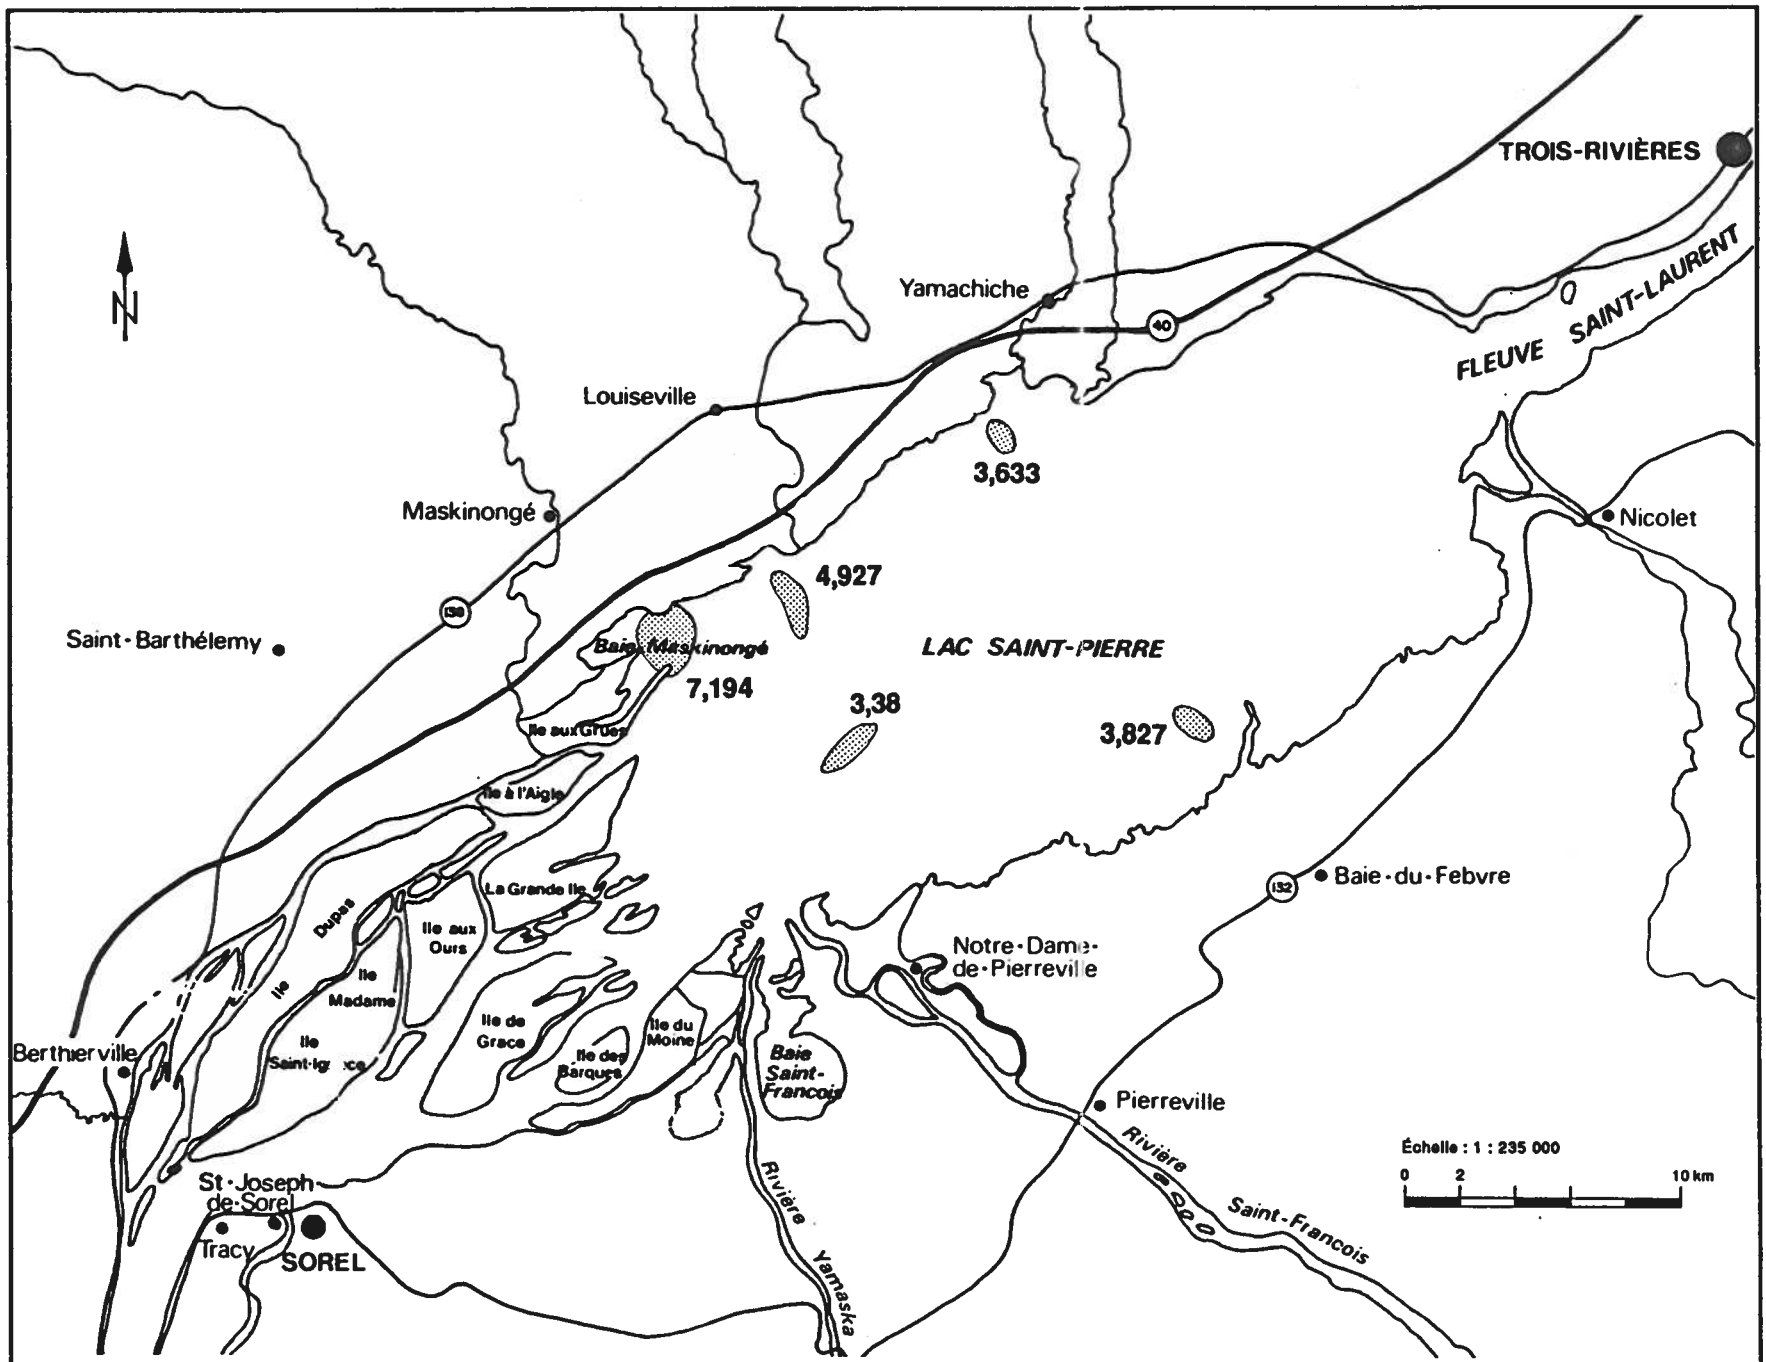 TROIS-RIVIÈRES
FLEUVE SAINT-LAURENT
N
Yamachiche
40
Louiseville
3,633
Maskinongé
Nicolet
4,927
138
Saint-Barthélemy
Baie Maskinongé
LAC SAINT-PIERRE
7,194
3,38
3,827
Ile aux Grues
Ile à l'Aigle
La Grande Ile
132
Baie-du-Febvre
Ile Dupas
Ile aux
Ours
Notre-Dame-
de-Pierreville
Ile
Madame
Ile de
Grace
Ile du
Moine
Ile des
Barques
Baie
Saint-
Francois
Berthierville
Ile
Saint-Ig ce
Pierreville
Rivière Saint-Francois
Échelle : 1 : 235 000
0 2 10 km
St-Joseph-
de-Sorel
Tracy
SOREL
Rivière Yamaska